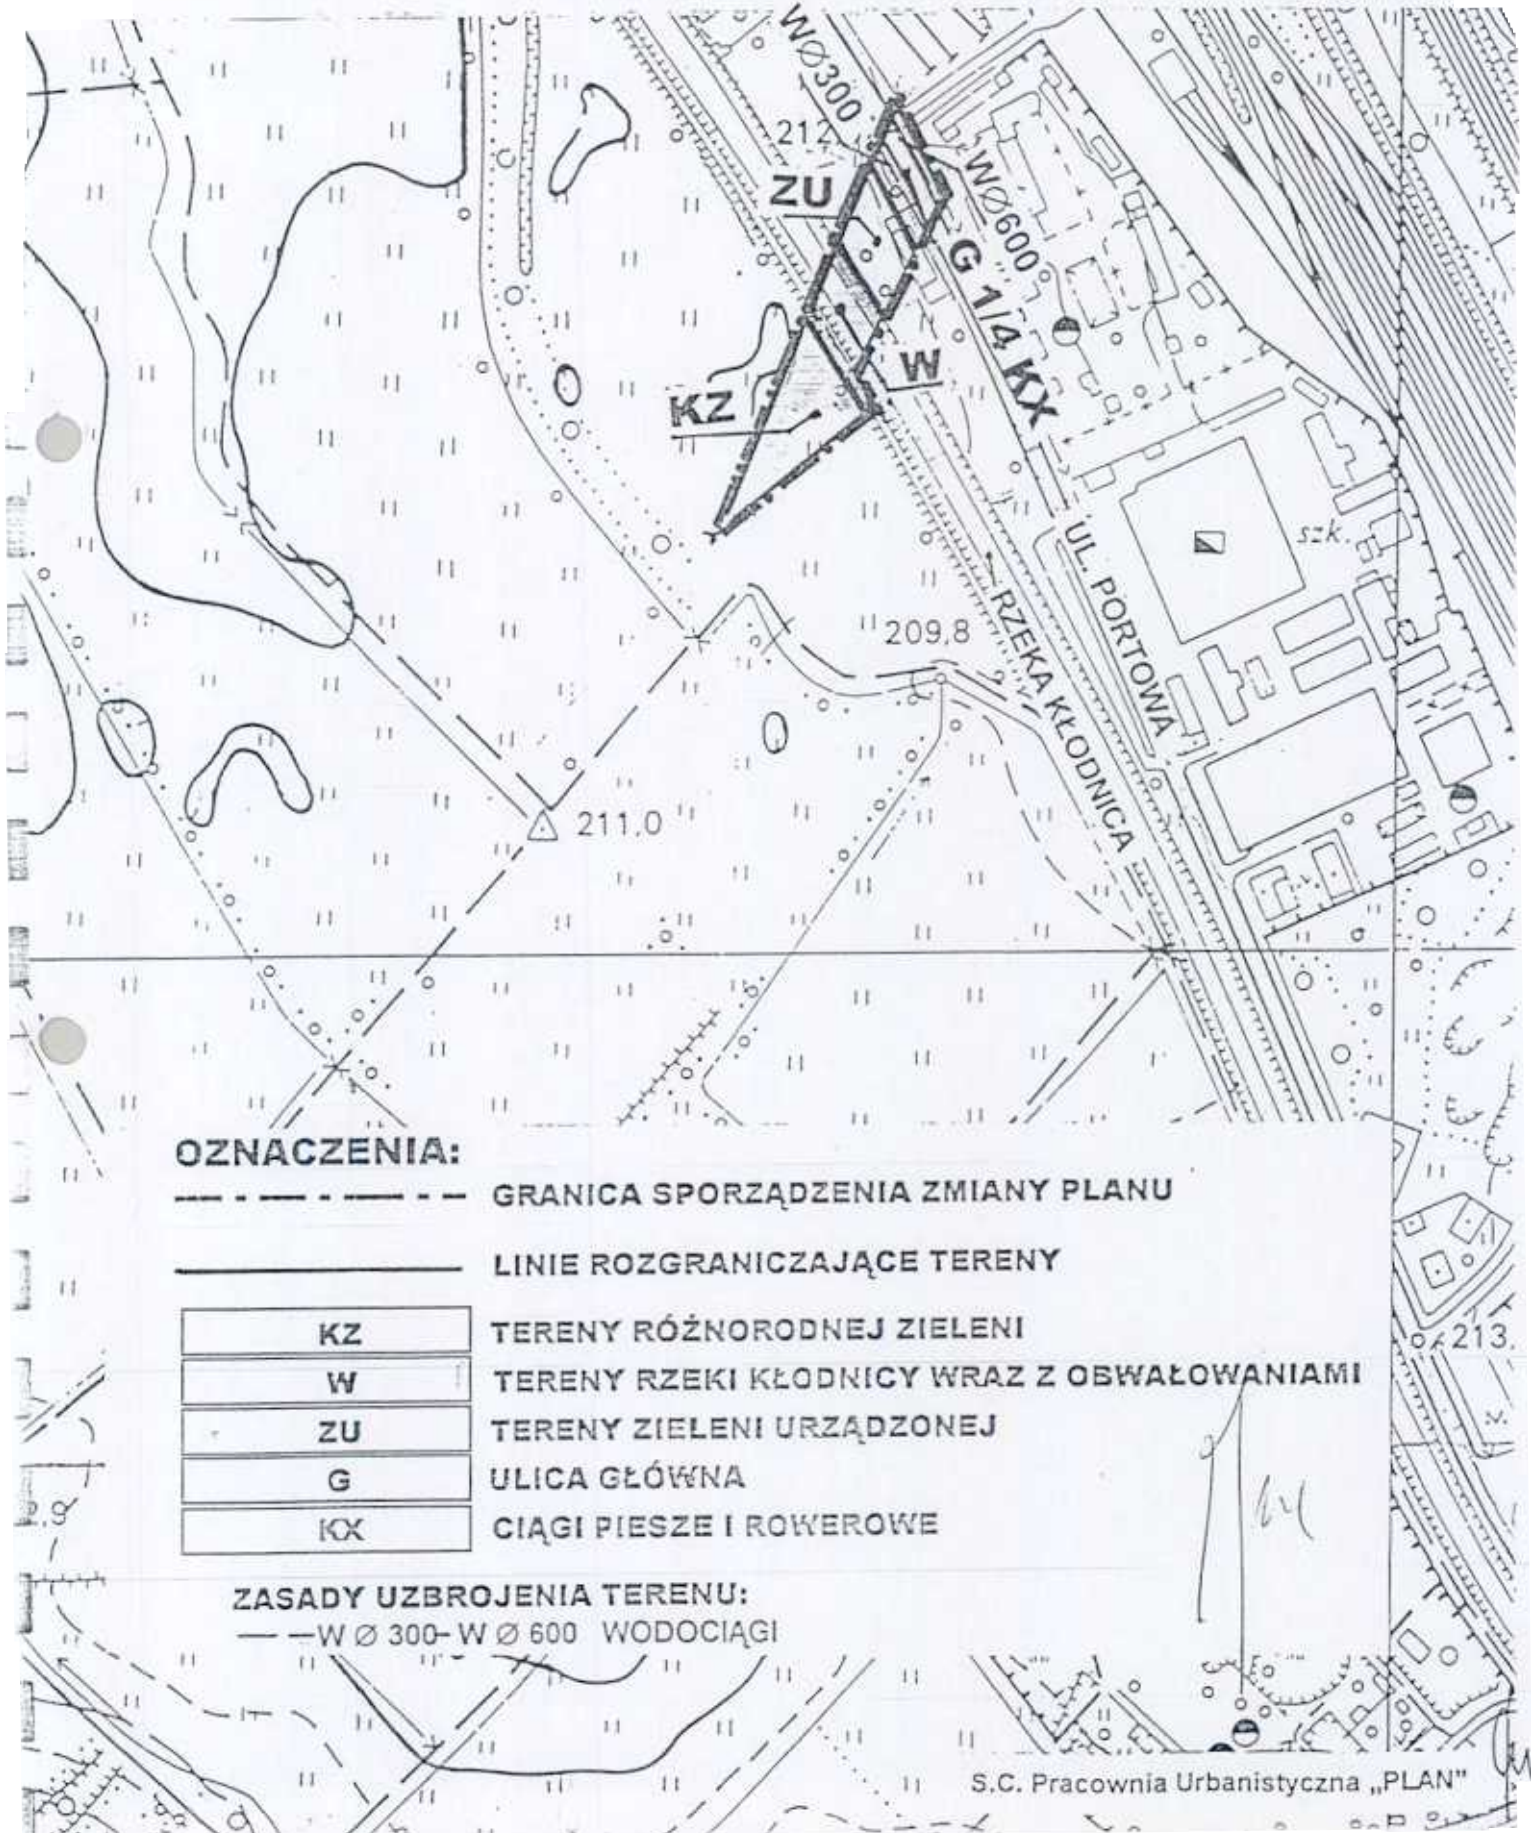 WØ300
212
ZU
WØ600
G 1/4 KX
W
KZ
szk.
UL. PORTOWA
209,8
RZEKA KŁODNICA
211.0
OZNACZENIA:
GRANICA SPORZĄDZENIA ZMIANY PLANU
LINIE ROZGRANICZAJĄCE TERENY
KZ TERENY RÓŻNORODNEJ ZIELENI
213.
W TERENY RZEKI KŁODNICY WRAZ Z OBWAŁOWANIAMI
ZU TERENY ZIELENI URZĄDZONEJ
G ULICA GŁÓWNA
KX CIĄGI PIESZE I ROWEROWE
ZASADY UZBROJENIA TERENU:
W Ø 300-W Ø 600 WODOCIĄGI
S.C. Pracownia Urbanistyczna „PLAN"